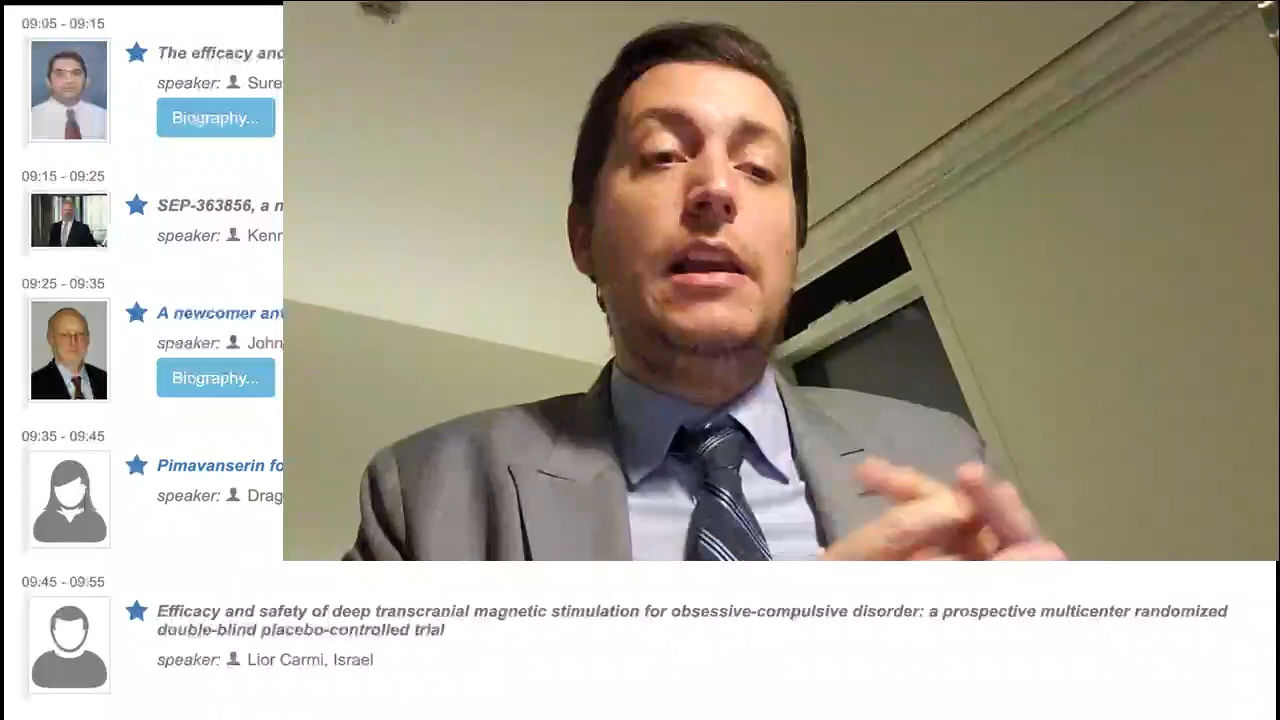 09:05 - 09:15
The efficacy and
speaker: Sure
Biography...
09:15 - 09:25
SEP-363856, a n
speaker: Kenn
09:25 - 09:35
A newcomer ant
speaker: John
Biography...
09:35 - 09:45
Pimavanserin fo
speaker: Drag
09:45 - 09:55
Efficacy and safety of deep transcranial magnetic stimulation for obsessive-compulsive disorder: a prospective multicenter randomized
double-blind placebo-controlled trial
speaker: Lior Carmi, Israel